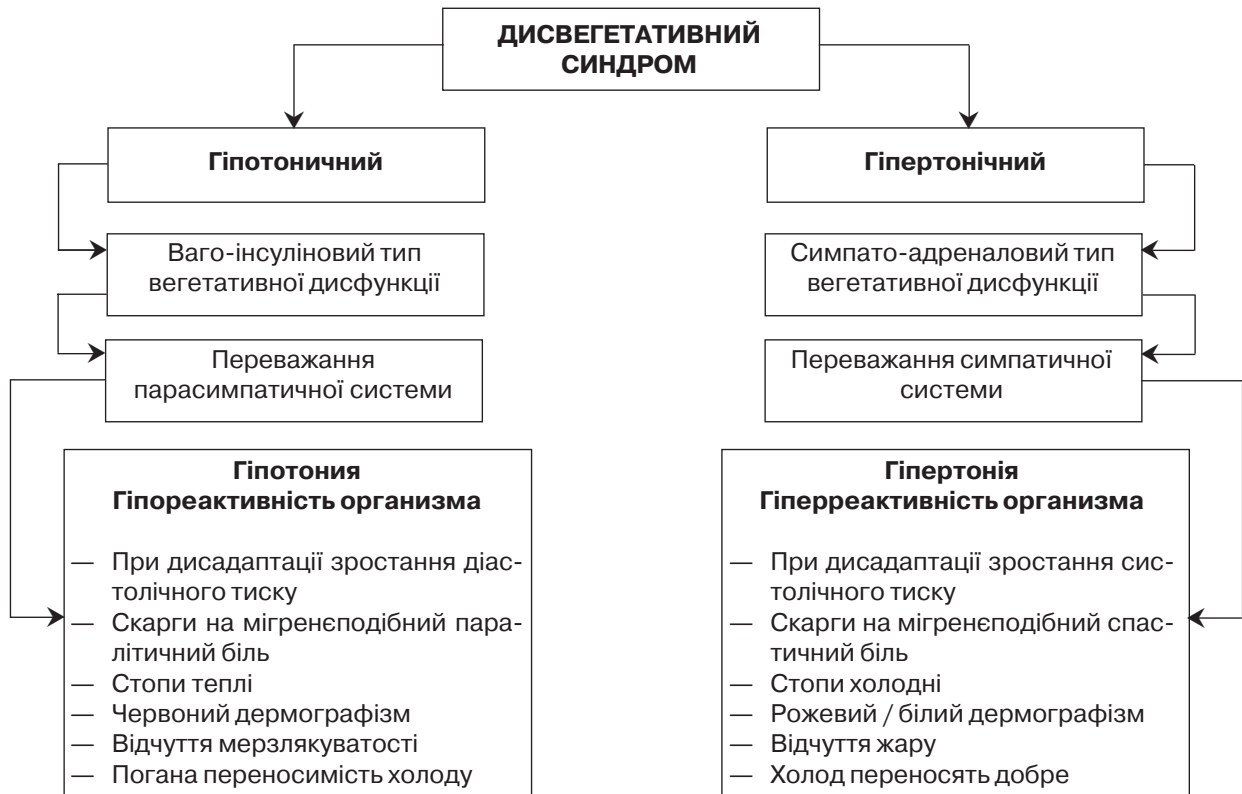 ДИСВЕГЕТАТИВНИЙ
СИНДРОМ
Гіпотоничний
Гіпертонічний
Ваго-інсуліновий тип
вегетативної дисфункції
Симпато-адреналовий тип
вегетативної дисфункції
Переважання
парасимпатичної системи
Переважання симпатичної
системи
Гіпотония
Гіпореактивність организма
— При дисадаптації зростання діас-
толічного тиску
— Скарги на мігренєподібний пара-
літичний біль
— Стопи теплі
— Червоний дермографізм
— Відчуття мерзлякуватості
— Погана переносимість холоду
Гіпертонія
Гіперреактивність организма
— При дисадаптації зростання сис-
толічного тиску
— Скарги на мігренєподібний спас-
тичний біль
— Стопи холодні
— Рожевий / білий дермографізм
— Відчуття жару
— Холод переносять добре